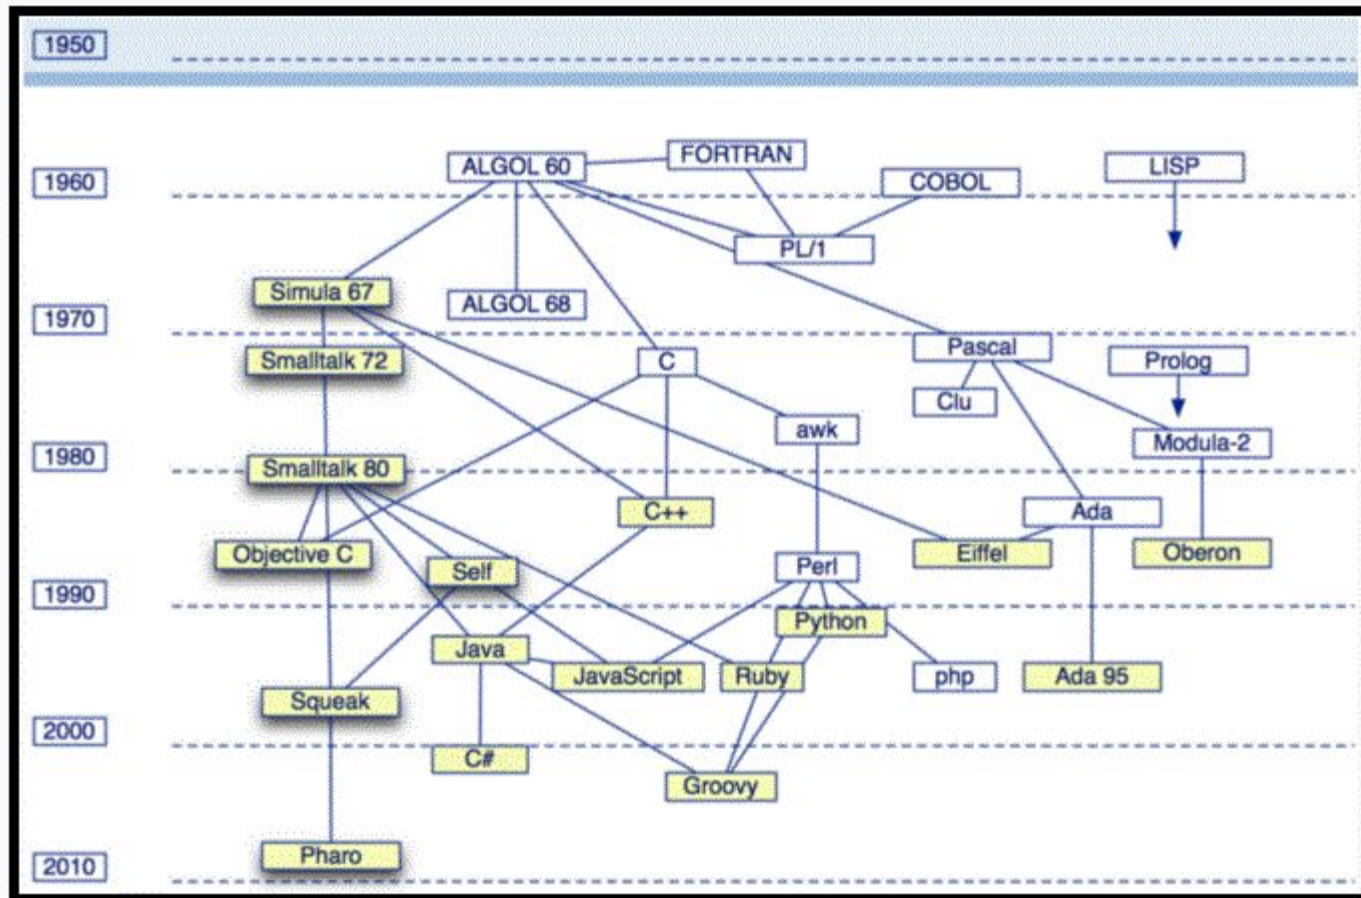 1950
FORTRAN
ALGOL 60
LISP
1960
COBOL
PL/1
Simula 67
ALGOL 68
1970
Pascal
Smalltalk 72
C
Prolog
Clu
awk
Modula-2
1980
Smalltalk 80
C++
Ada
Objective C
Eiffel
Oberon
Self
Perl
1990
Python
Java
JavaScript
Ruby
php
Ada 95
Squeak
2000
C#
Groovy
Pharo
2010